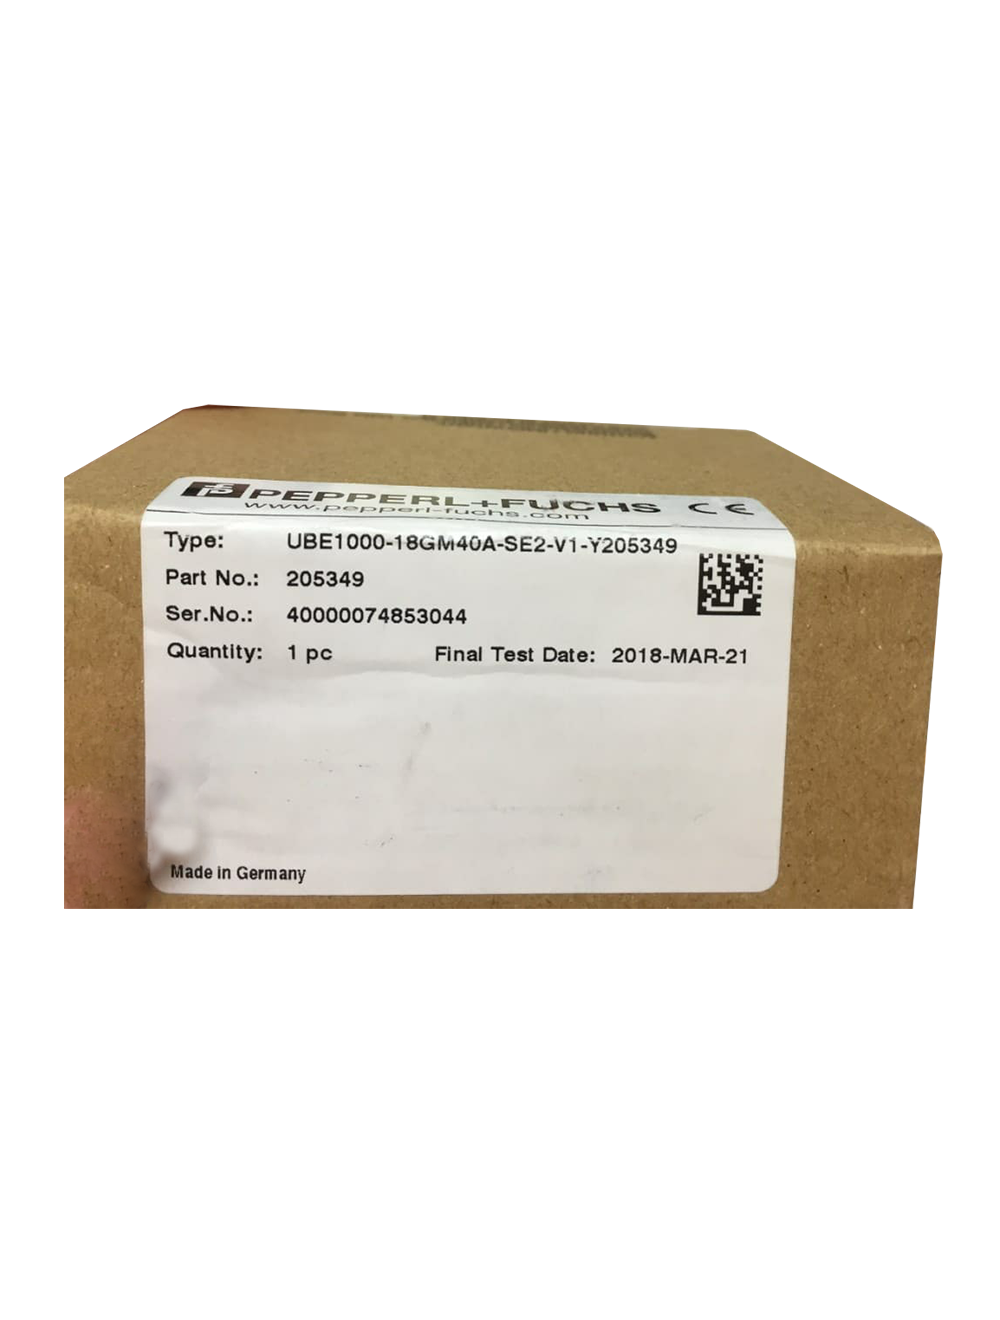 PEPPERL+FUCHS CE
www.pepperl-fuchs.com
Type: UBE1000-18GM40A-SE2-V1-Y205349
Part No.: 205349
Ser.No.: 40000074853044
Quantity: 1 pc Final Test Date: 2018-MAR-21
Made in Germany